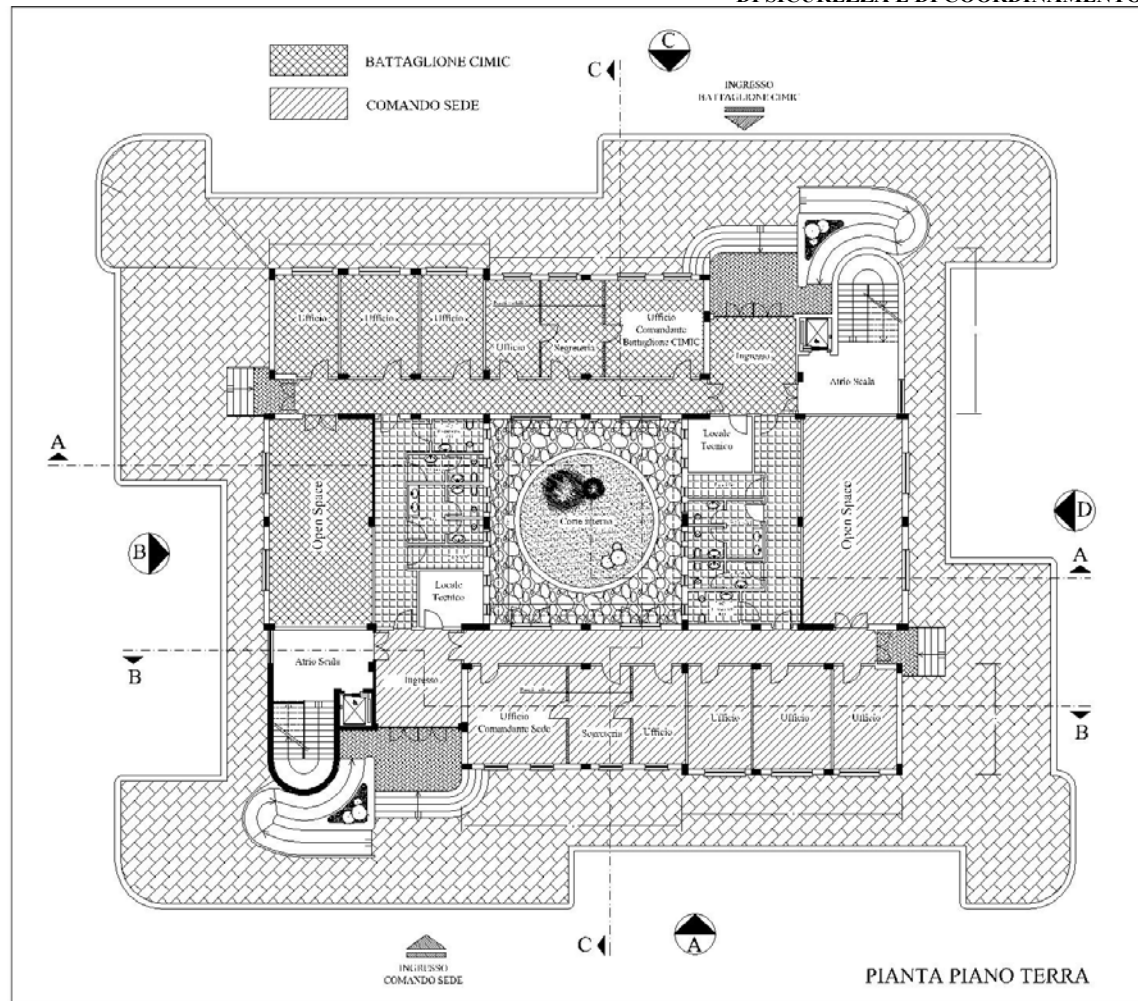 DI SICUREZZA E DI COORDINAMENTO
BATTAGLIONE CIMIC
COMANDO SEDE
C
C
INGRESSO
BATTAGLIONE CIMIC
Ufficio
Ufficio
Ufficio
Ufficio
Segreteria
Ufficio
Comandante
Battaglione CIMIC
Ingresso
Atrio Scala
A
Locale
Tecnico
Open Space
Corte interna
Open Space
B
D
A
Locale
Tecnico
Atrio Scala
B
Ingresso
Ufficio
Comandante Sede
Segreteria
Ufficio
Ufficio
Ufficio
Ufficio
B
C
A
INGRESSO
COMANDO SEDE
PIANTA PIANO TERRA